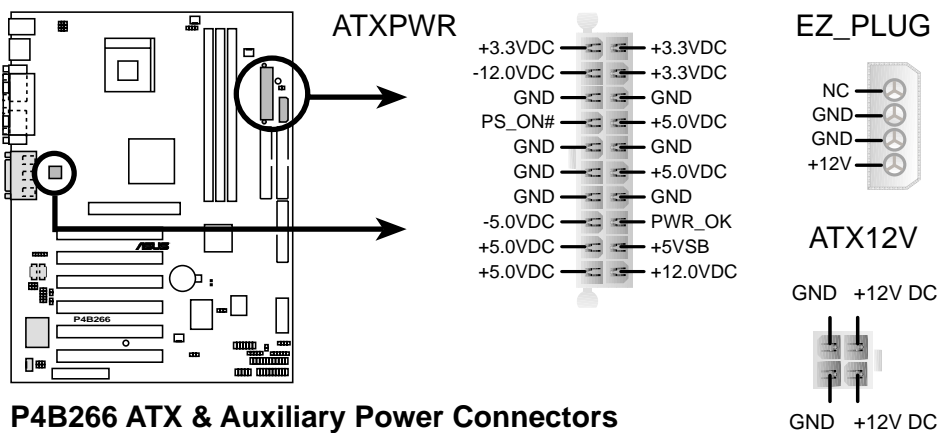 ATXPWR
+3.3VDC +3.3VDC
-12.0VDC +3.3VDC
GND GND
PS_ON# +5.0VDC
GND GND
GND +5.0VDC
GND GND
-5.0VDC PWR_OK
+5.0VDC +5VSB
+5.0VDC +12.0VDC
EZ_PLUG
NC
GND
GND
+12V
ATX12V
GND +12V DC
GND +12V DC
/SUS
P4B266
P4B266 ATX & Auxiliary Power Connectors